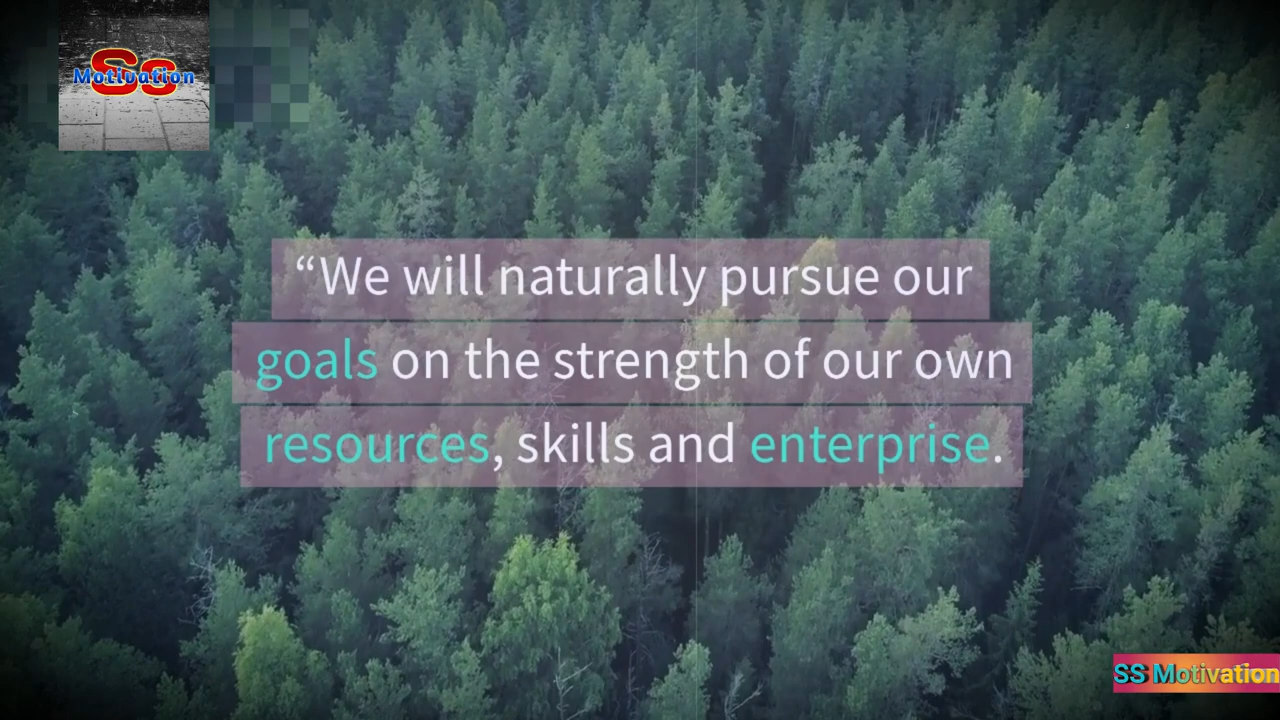 Ss
Motivation
“We will naturally pursue our
goals on the strength of our own
resources, skills and enterprise.
SS Motivation